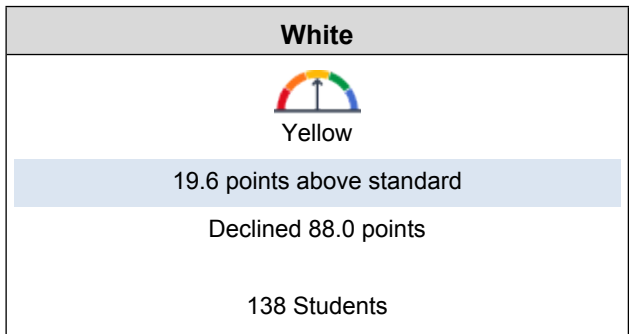 White
Yellow
19.6 points above standard
Declined 88.0 points
138 Students